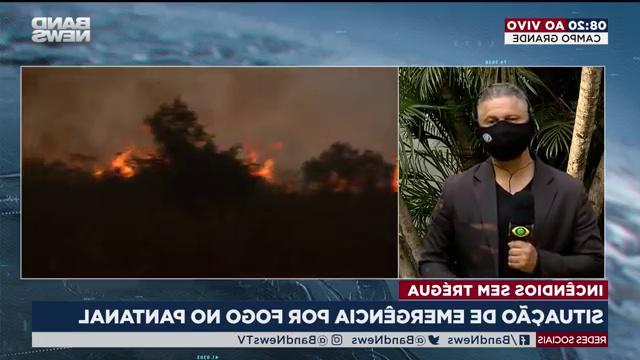 BAND
NEWS
08:20 AO VIVO
CAMPO GRANDE
INCÊNDIOS SEM TRÉGUA
SITUAÇÃO DE EMERGÊNCIA POR FOGO NO PANTANAL
REDES SOCIAIS /BandNewsTV @BandNewsTV